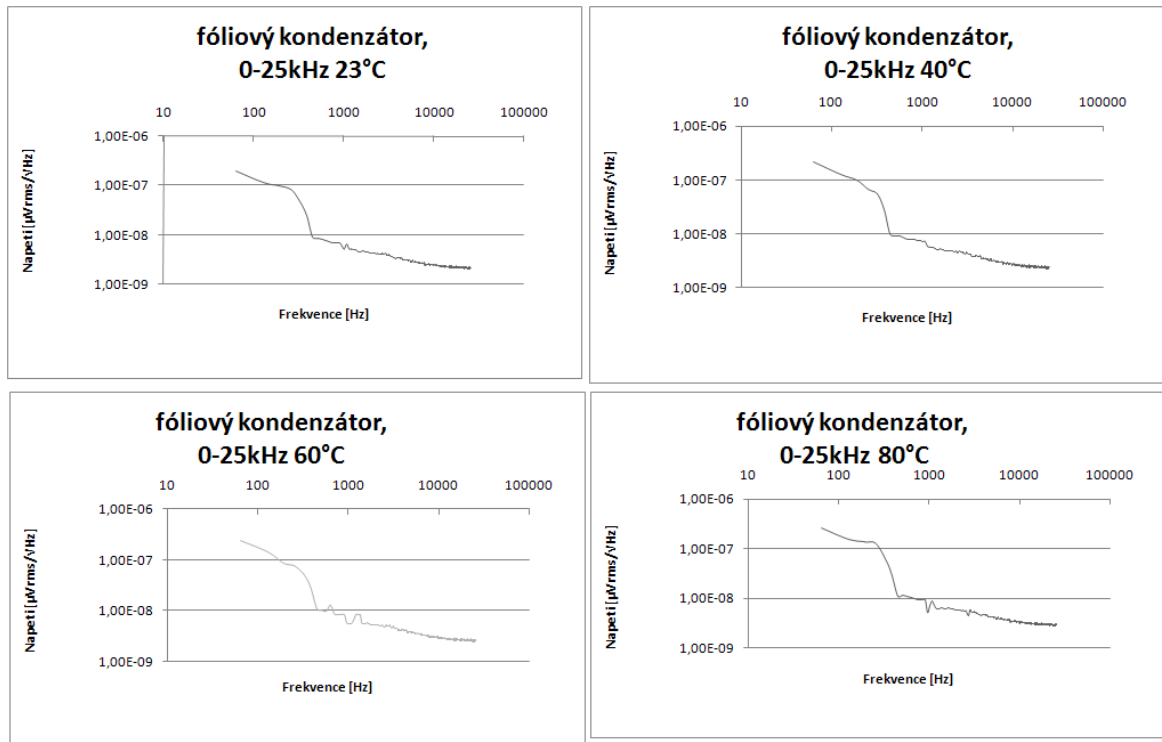 fóliový kondenzátor,
0-25kHz 23°C
10 100 1000 10000 100000
1,00E-06
1,00E-07
1,00E-08
1,00E-09
Napeti [µVrms/√Hz]
Frekvence [Hz]
fóliový kondenzátor,
0-25kHz 40°C
10 100 1000 10000 100000
1,00E-06
1,00E-07
1,00E-08
1,00E-09
Napeti [µVrms/√Hz]
Frekvence [Hz]
fóliový kondenzátor,
0-25kHz 60°C
10 100 1000 10000 100000
1,00E-06
1,00E-07
1,00E-08
1,00E-09
Napeti [µVrms/√Hz]
Frekvence [Hz]
fóliový kondenzátor,
0-25kHz 80°C
10 100 1000 10000 100000
1,00E-06
1,00E-07
1,00E-08
1,00E-09
Napeti [µVrms/√Hz]
Frekvence [Hz]